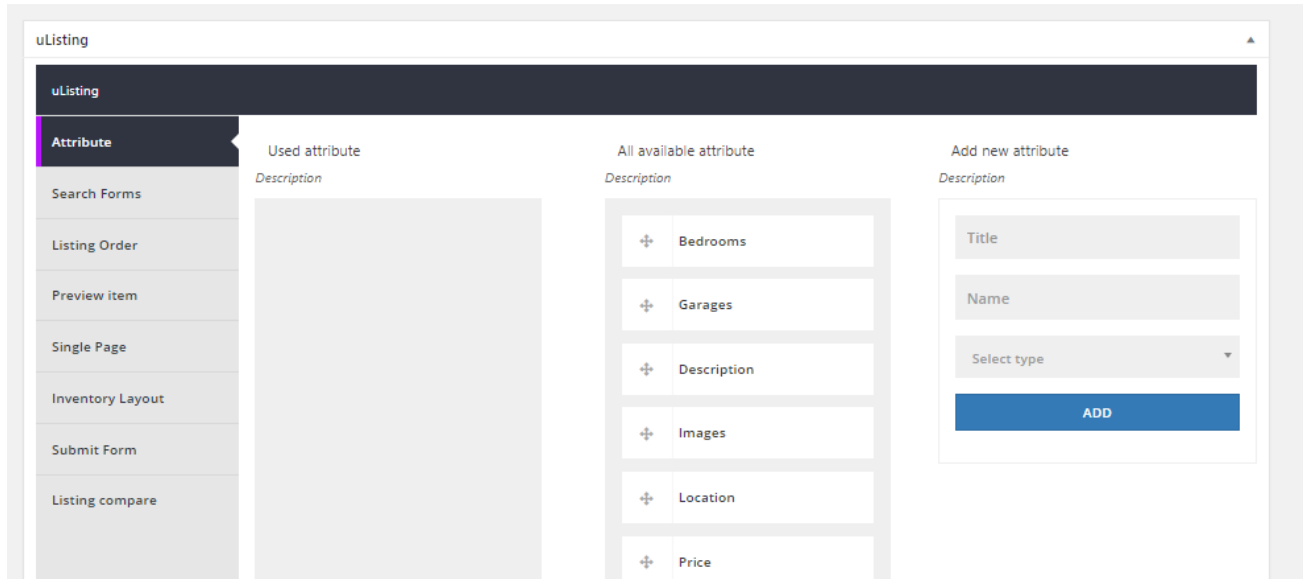 uListing
uListing
Attribute
Search Forms
Listing Order
Preview item
Single Page
Inventory Layout
Submit Form
Listing compare
Used attribute
Description
All available attribute
Description
Bedrooms
Garages
Description
Images
Location
Price
Add new attribute
Description
Title
Name
Select type
ADD